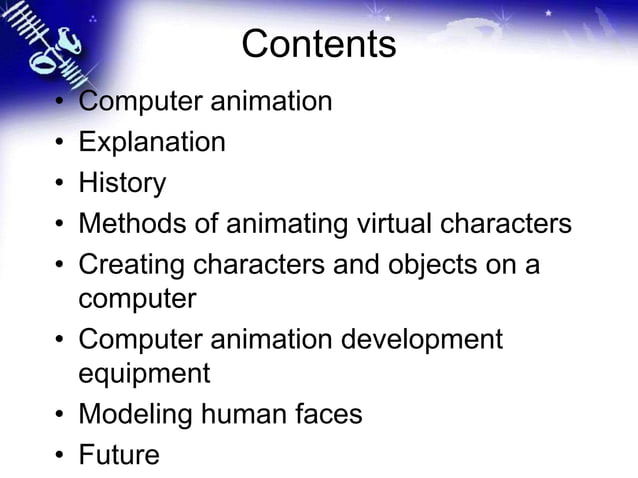 Contents
• Computer animation
• Explanation
• History
• Methods of animating virtual characters
• Creating characters and objects on a
computer
• Computer animation development
equipment
• Modeling human faces
• Future